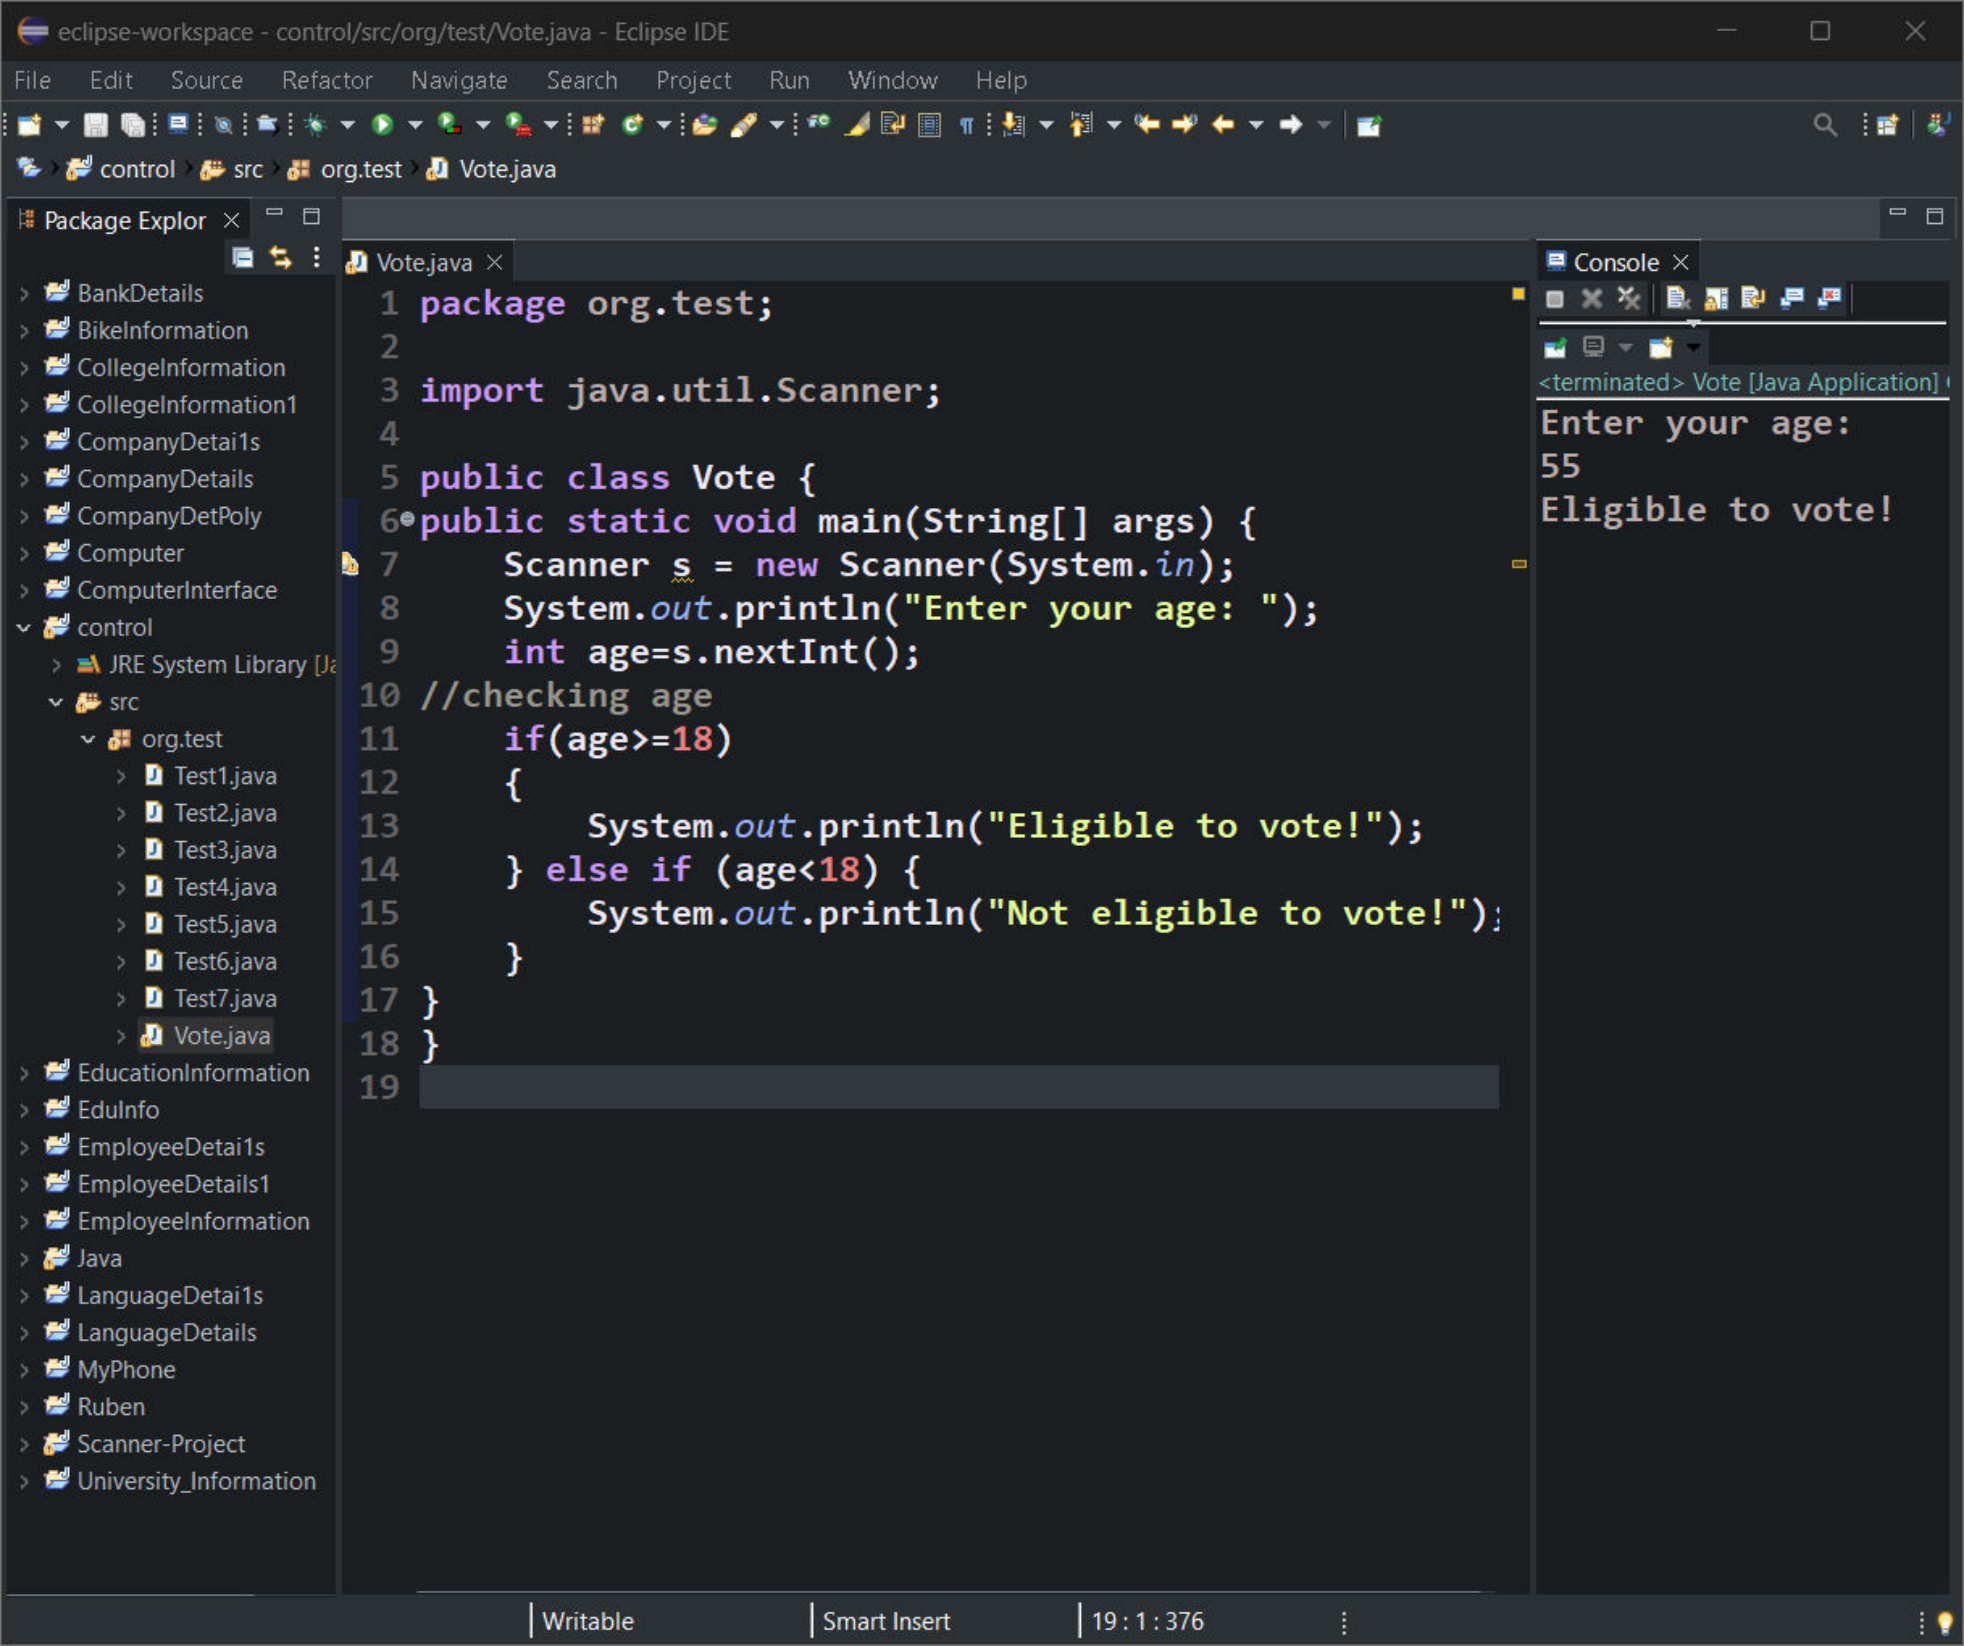 eclipse-workspace - control/src/org/test/Vote.java - Eclipse IDE
File Edit Source Refactor Navigate Search Project Run Window Help
control src org.test Vote.java
Package Explor
BankDetails
BikeInformation
CollegeInformation
CollegeInformation1
CompanyDetai1s
CompanyDetails
CompanyDetPoly
Computer
ComputerInterface
control
JRE System Library [Ja
src
org.test
Test1.java
Test2.java
Test3.java
Test4.java
Test5.java
Test6.java
Test7.java
Vote.java
EducationInformation
EduInfo
EmployeeDetai1s
EmployeeDetails1
EmployeeInformation
Java
LanguageDetai1s
LanguageDetails
MyPhone
Ruben
Scanner-Project
University_Information
Vote.java
1 package org.test;
2
3 import java.util.Scanner;
4
5 public class Vote {
6 public static void main(String[] args) {
7     Scanner s = new Scanner(System.in);
8     System.out.println("Enter your age: ");
9     int age=s.nextInt();
10 //checking age
11     if(age>=18)
12     {
13         System.out.println("Eligible to vote!");
14     } else if (age<18) {
15         System.out.println("Not eligible to vote!");
16     }
17 }
18 }
19
Console
<terminated> Vote [Java Application]
Enter your age:
55
Eligible to vote!
Writable Smart Insert 19 : 1 : 376